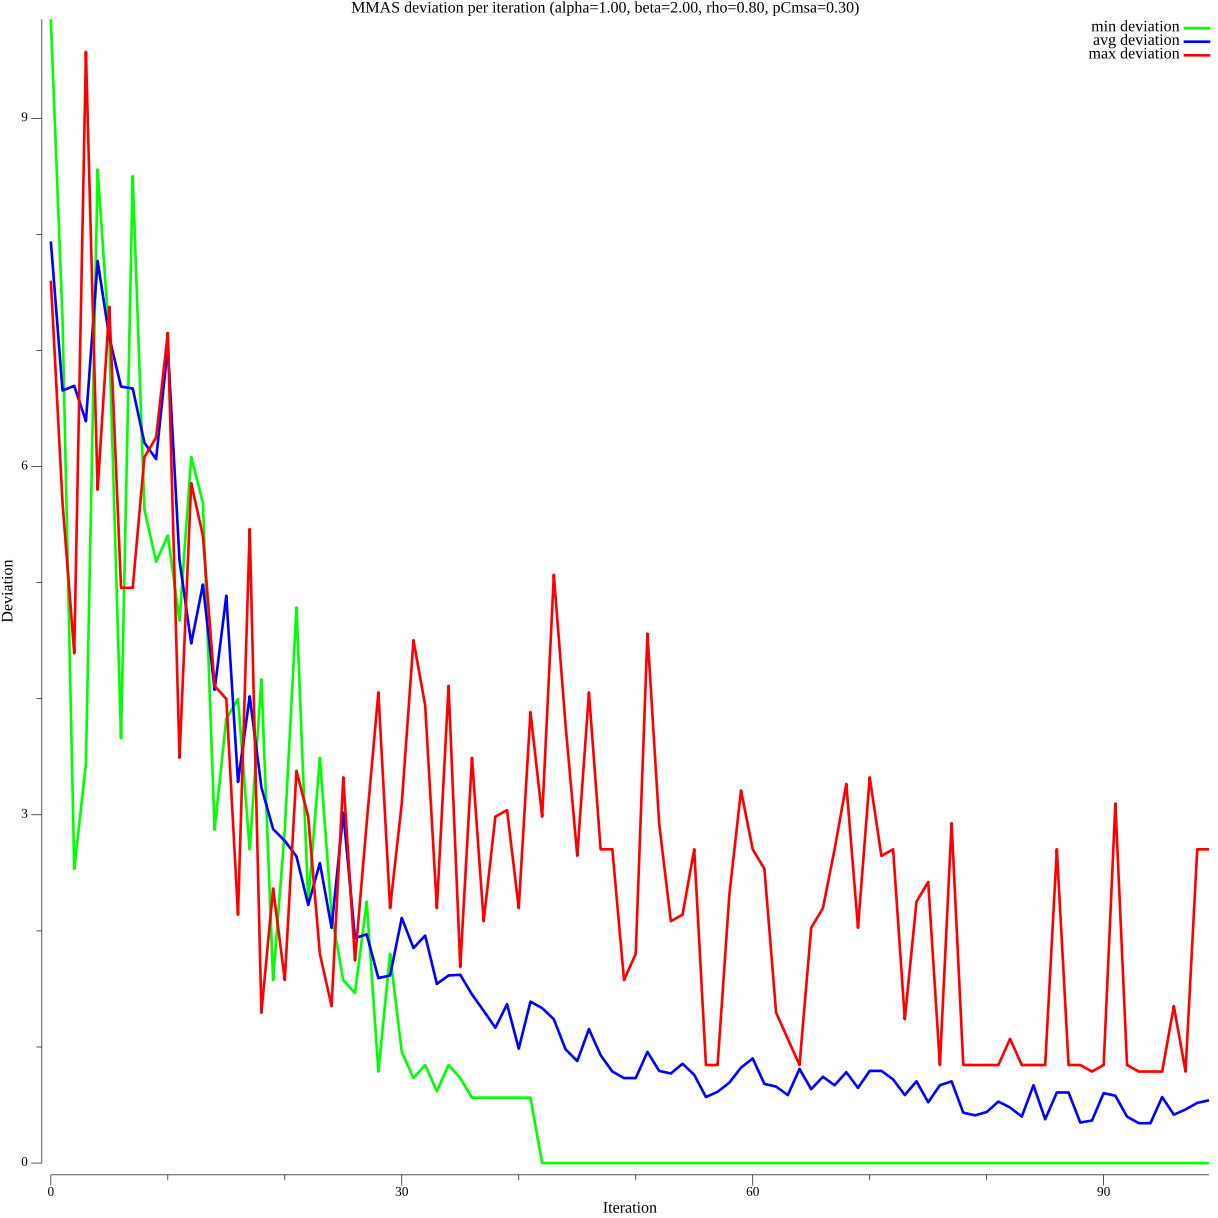 MMAS deviation per iteration (alpha=1.00, beta=2.00, rho=0.80, pCmsa=0.30)
min deviation
avg deviation
max deviation
9
6
3
0
Deviation
0 30 60 90
Iteration